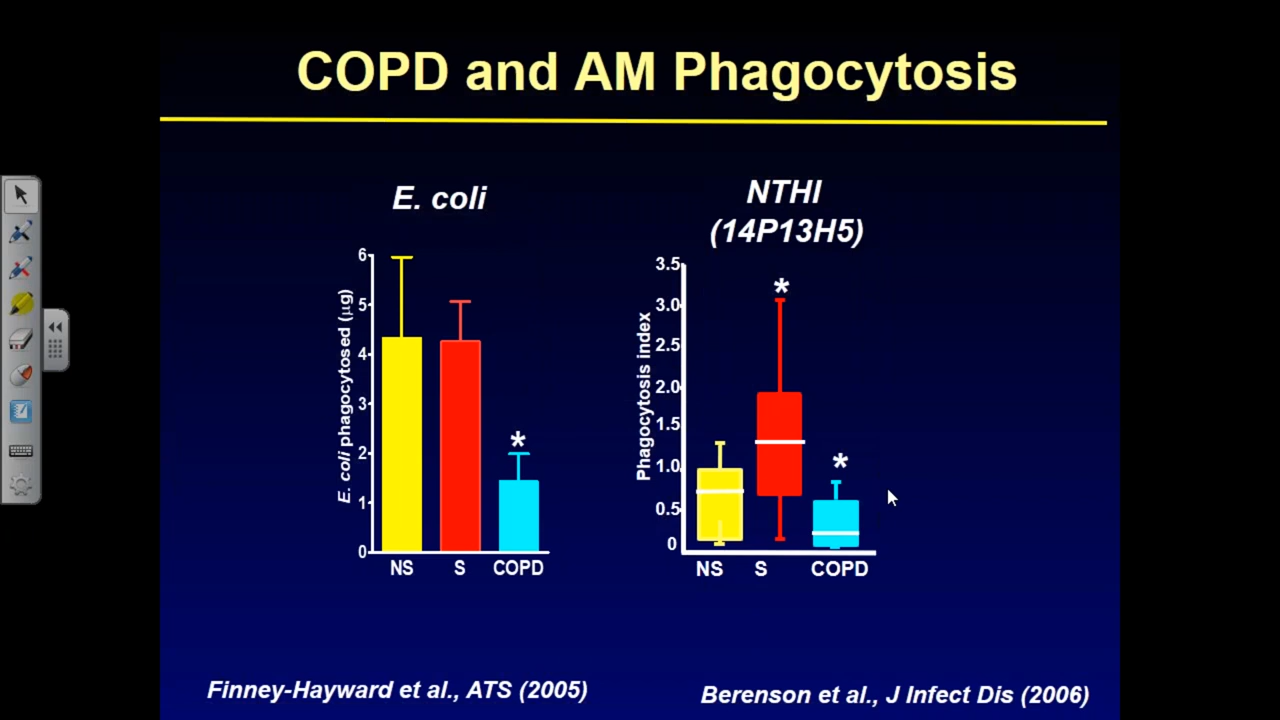 COPD and AM Phagocytosis
E. coli
6
5
4
3
2
1
0
E. coli phagocytosed (µg)
*
NS S COPD
NTHI
(14P13H5)
3.5
3.0
2.5
2.0
1.5
1.0
0.5
0
Phagocytosis index
*
*
NS S COPD
Finney-Hayward et al., ATS (2005)
Berenson et al., J Infect Dis (2006)